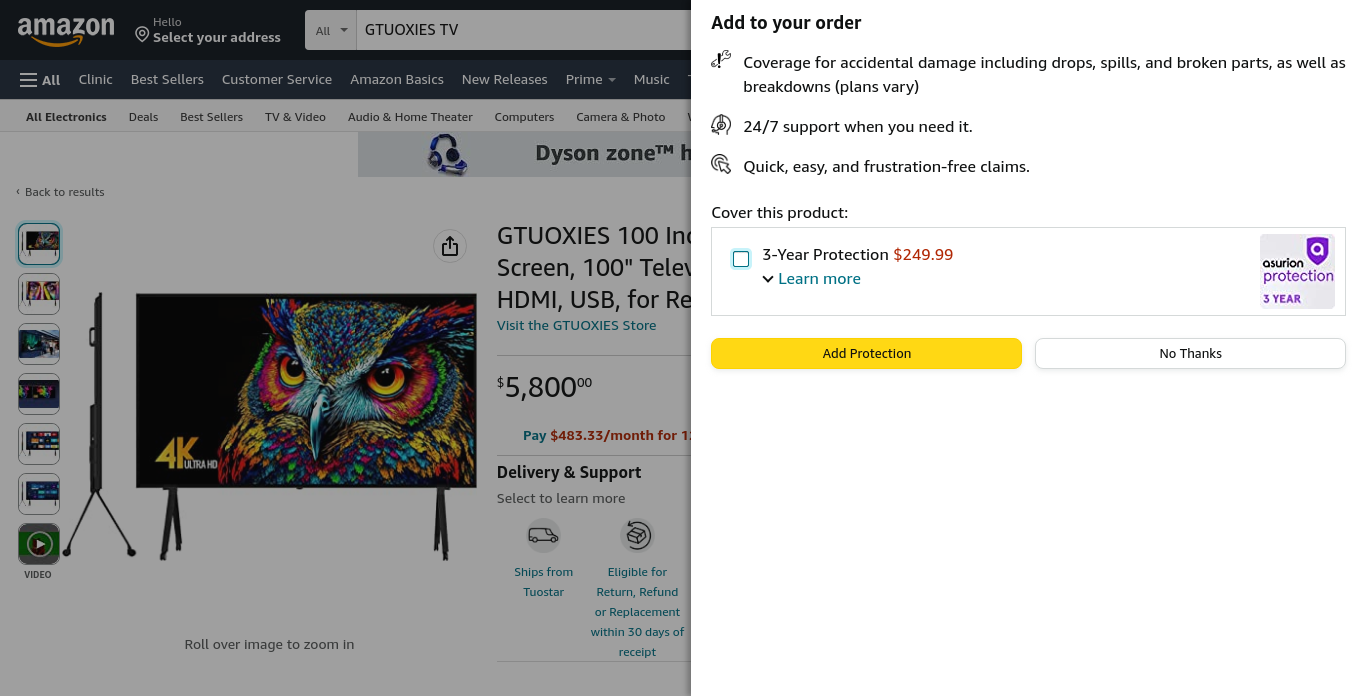 amazon
Hello
Select your address
All
GTUOXIES TV
All
Clinic
Best Sellers
Customer Service
Amazon Basics
New Releases
Prime
Music
All Electronics
Deals
Best Sellers
TV & Video
Audio & Home Theater
Computers
Camera & Photo
Dyson zone™ h
‹ Back to results
GTUOXIES 100 Inc
Screen, 100" Telev
HDMI, USB, for Re
Visit the GTUOXIES Store
$5,80000
Pay $483.33/month for 12
4K ULTRA HD
Delivery & Support
Select to learn more
Ships from
Tuostar
Eligible for
Return, Refund
or Replacement
within 30 days of
receipt
VIDEO
Roll over image to zoom in
Add to your order
Coverage for accidental damage including drops, spills, and broken parts, as well as
breakdowns (plans vary)
24/7 support when you need it.
Quick, easy, and frustration-free claims.
Cover this product:
3-Year Protection $249.99
Learn more
asurion
protection
3 YEAR
Add Protection
No Thanks